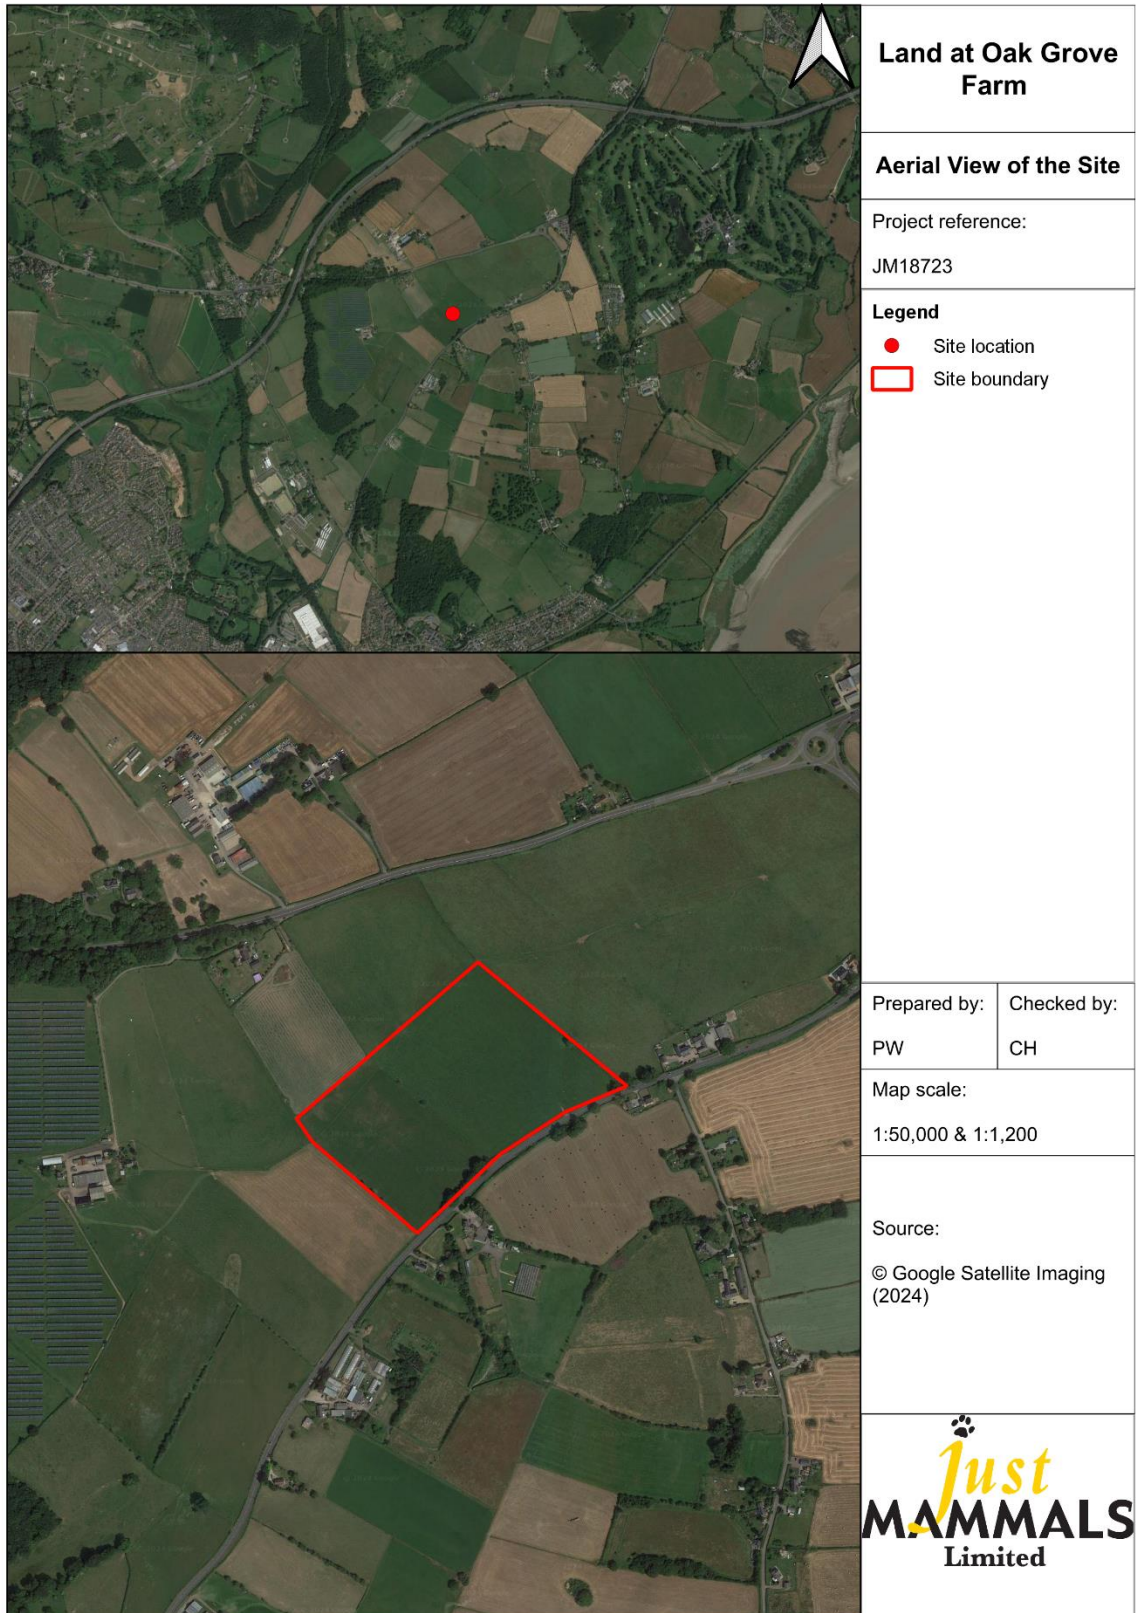 Land at Oak Grove
Farm
Aerial View of the Site
Project reference:
JM18723
Legend
Site location
Site boundary
Prepared by:
PW
Checked by:
CH
Map scale:
1:50,000 & 1:1,200
Source:
© Google Satellite Imaging
(2024)
just
MAMMALS
Limited